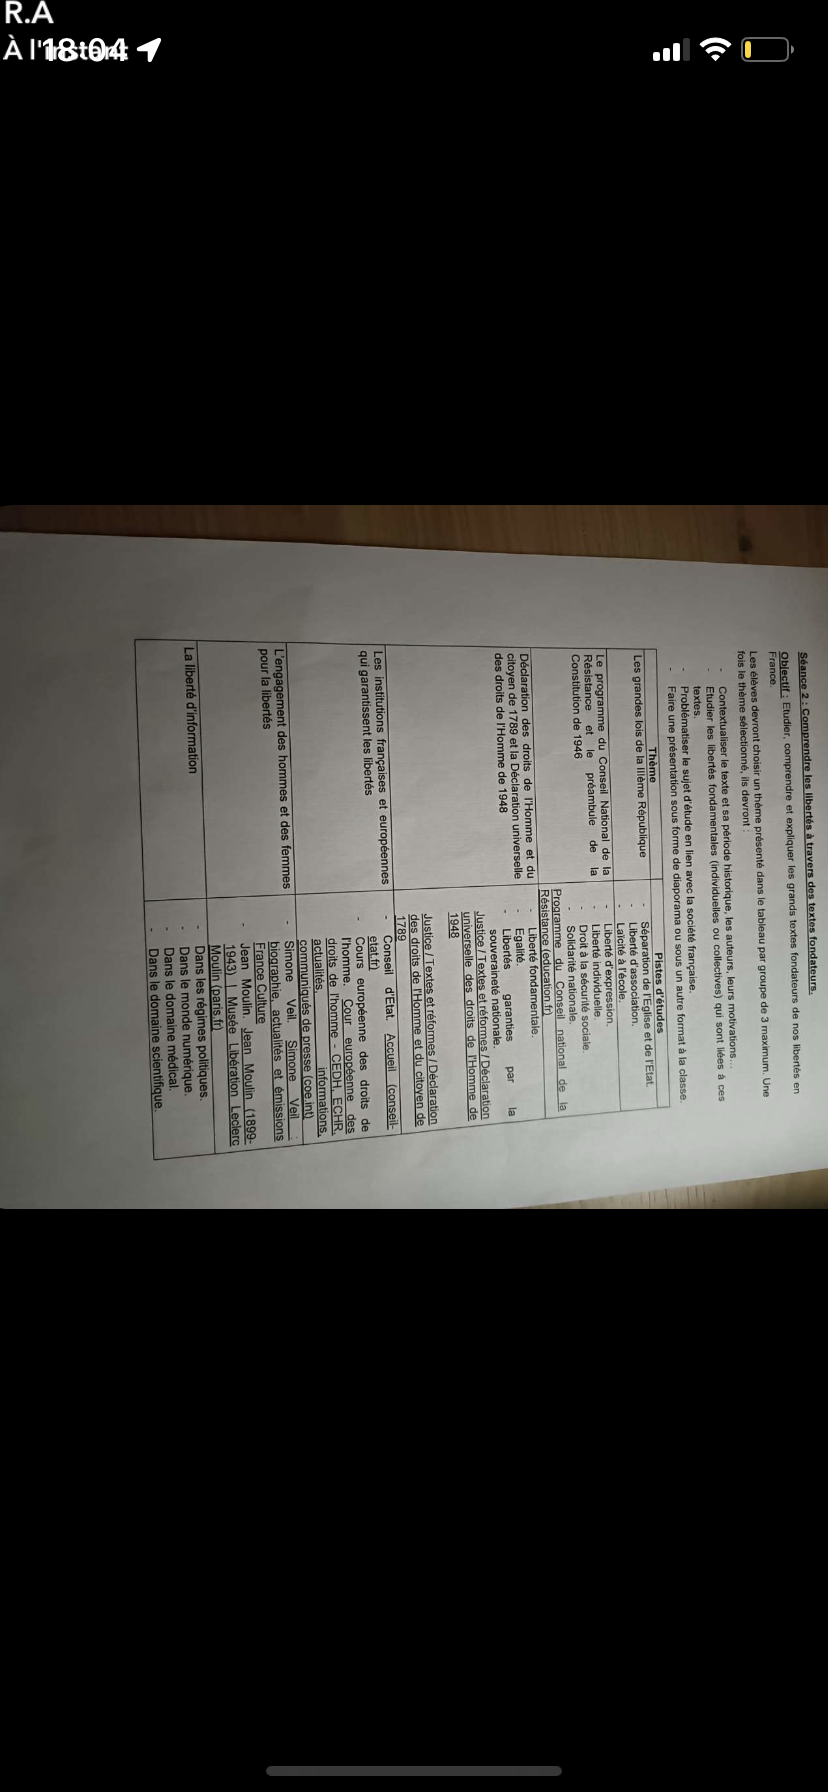 R.A
À l'instant
18:04
Séance 2 : Comprendre les libertés à travers des textes fondateurs.
Objectif : Etudier, comprendre et expliquer les grands textes fondateurs de nos libertés en
France.
Les élèves devront choisir un thème présenté dans le tableau par groupe de 3 maximum. Une
fois le thème sélectionné, ils devront :
- Contextualiser le texte et sa période historique, les auteurs, leurs motivations…
- Etudier les libertés fondamentales (individuelles ou collectives) qui sont liées à ces
textes.
- Problématiser le sujet d'étude en lien avec la société française.
- Faire une présentation sous forme de diaporama ou sous un autre format à la classe.
Thème
Pistes d'études
Les grandes lois de la IIIème République
- Séparation de l'Eglise et de l'Etat.
- Liberté d'association.
- Laïcité à l'école.
Le programme du Conseil National de la
Résistance et le préambule de la
Constitution de 1946
- Liberté d'expression.
- Liberté individuelle.
- Droit à la sécurité sociale
- Solidarité nationale.
Programme du Conseil national de la
Résistance (education.fr)
Déclaration des droits de l'Homme et du
citoyen de 1789 et la Déclaration universelle
des droits de l'Homme de 1948
- Liberté fondamentale.
- Egalité.
- Libertés garanties par la
souveraineté nationale.
Justice / Textes et réformes / Déclaration
universelle des droits de l'Homme de
1948
Justice / Textes et réformes / Déclaration
des droits de l'Homme et du citoyen de
1789
Les institutions françaises et européennes
qui garantissent les libertés
- Conseil d'Etat. Accueil (conseil-
etat.fr)
- Cours européenne des droits de
l'homme. Cour européenne des
droits de l'homme - CEDH, ECHR,
actualités, informations,
communiqués de presse (coe.int)
L'engagement des hommes et des femmes
pour la libertés
- Simone Veil. Simone Veil :
biographie, actualités et émissions
France Culture
- Jean Moulin. Jean Moulin (1899-
1943) | Musée Libération Leclerc
Moulin (paris.fr)
La liberté d'information
- Dans les régimes politiques.
- Dans le monde numérique.
- Dans le domaine médical.
- Dans le domaine scientifique.